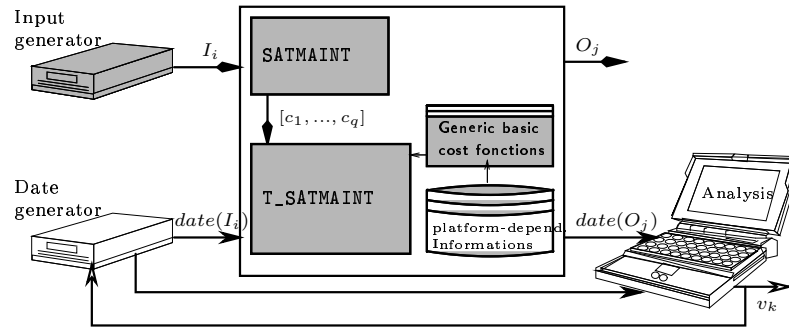 Input
generator
I_i
SATMAINT
O_j
[c_1, ..., c_q]
Generic basic
cost fonctions
T_SATMAINT
Date
generator
date(I_i)
platform-depend.
Informations
date(O_j)
Analysis
v_k